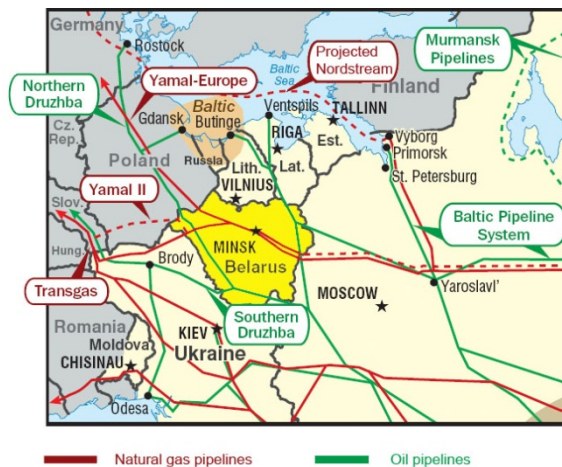 Germany
Rostock
Northern
Druzhba
Yamal-Europe
Baltic
Sea
Projected
Nordstream
Murmansk
Pipelines
Finland
Gdansk
Baltic
Butinge
Ventspils
TALLINN
RIGA
Est.
Vyborg
Primorsk
St. Petersburg
Cz.
Rep.
Poland
Russia
Lith.
Lat.
VILNIUS
Yamal II
Slov.
Hung.
Baltic Pipeline
System
MINSK
Belarus
Brody
Transgas
MOSCOW
Yaroslavl'
Southern
Druzhba
Romania
Moldova
CHISINAU
KIEV
Ukraine
Odesa
Natural gas pipelines
Oil pipelines